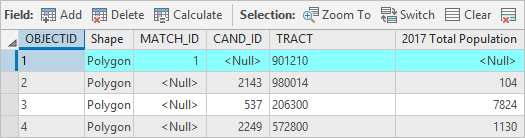 Field: Add Delete Calculate Selection: Zoom To Switch Clear
OBJECTID Shape MATCH_ID CAND_ID TRACT 2017 Total Population
1 Polygon 1 <Null> 901210 <Null>
2 Polygon <Null> 2143 980014 104
3 Polygon <Null> 537 206300 7824
4 Polygon <Null> 2249 572800 1130